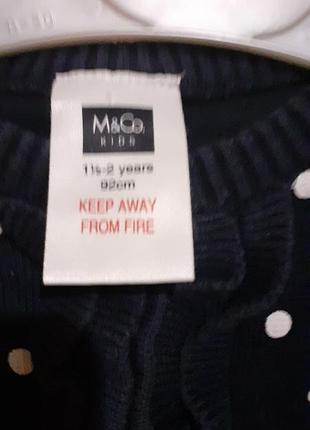 M&Co.
KIDS
1½-2 years
92cm
KEEP AWAY
FROM FIRE